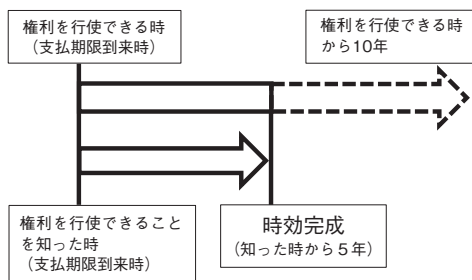 権利を行使できる時
（支払期限到来時）
権利を行使できる時
から10年
権利を行使できること
を知った時
（支払期限到来時）
時効完成
（知った時から５年）